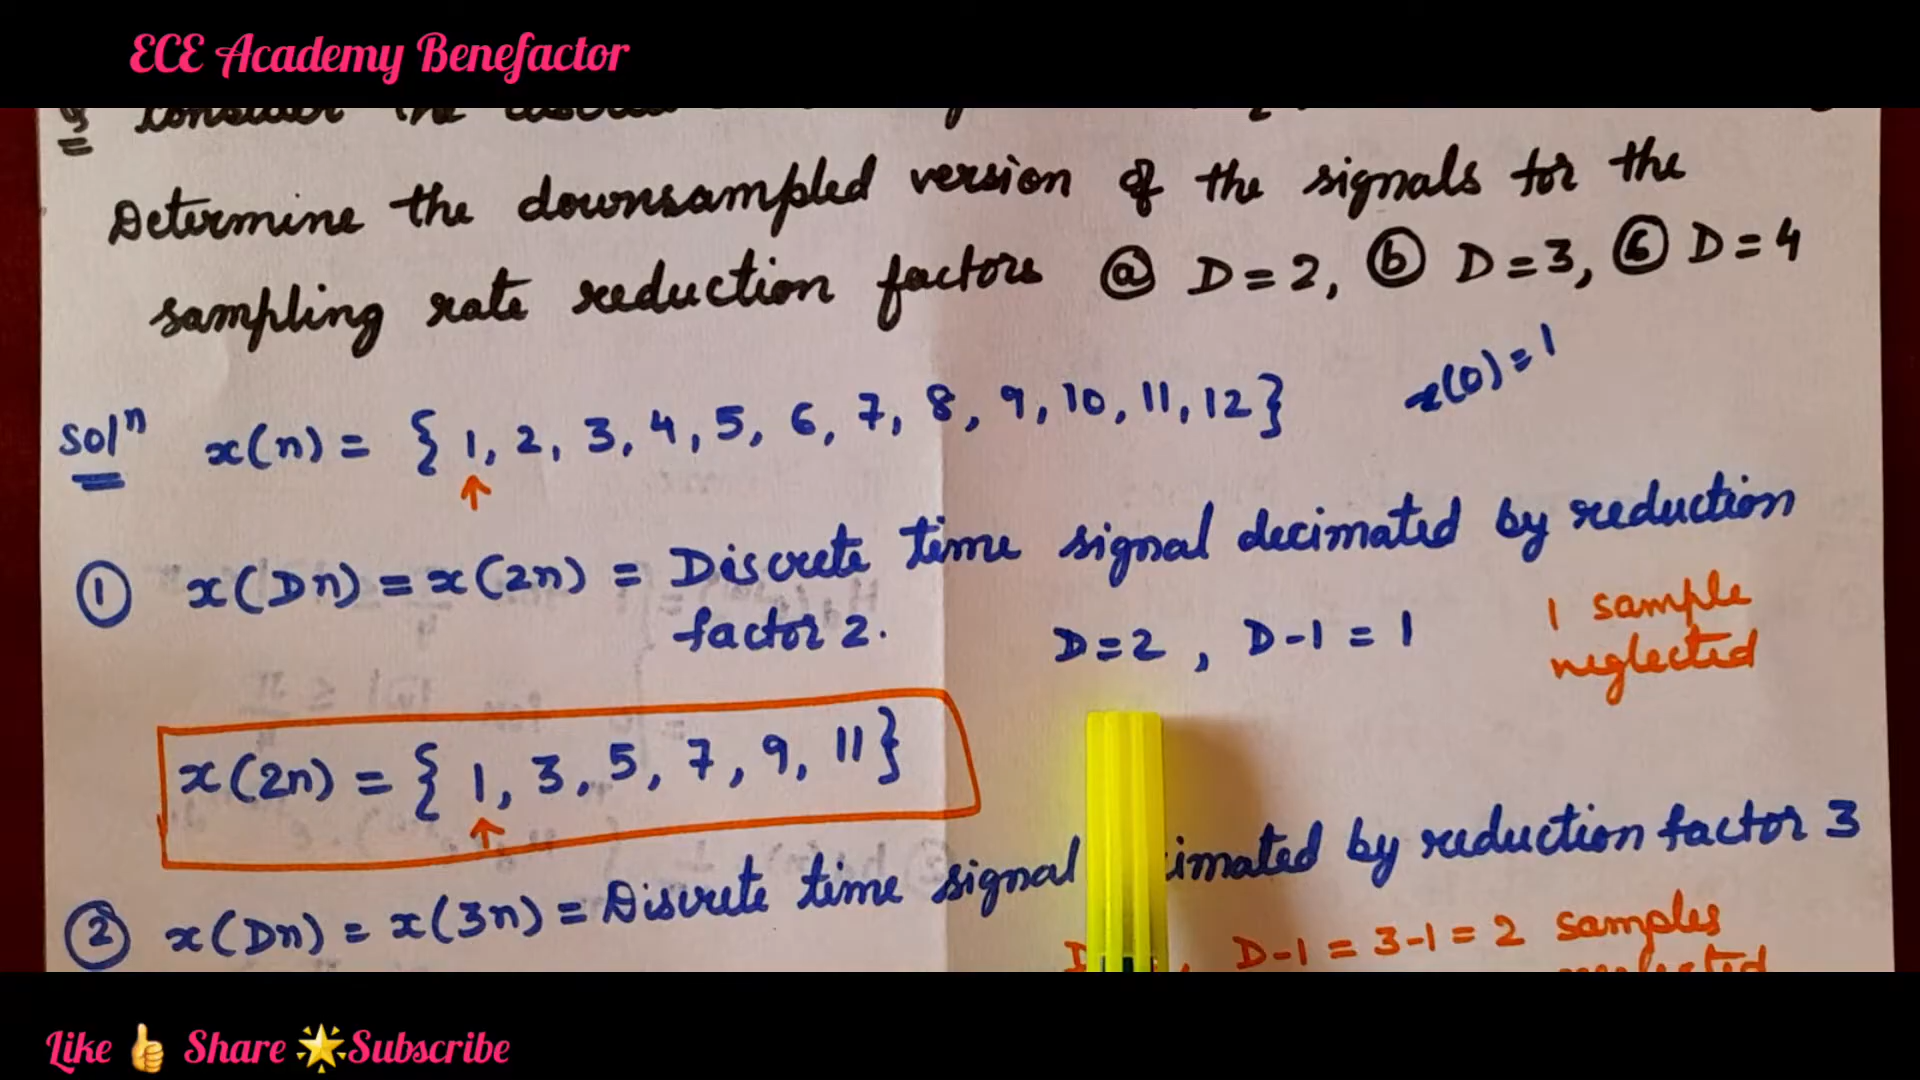 ECE Academy Benefactor
Consider the
Determine the downsampled version of the signals for the
sampling rate reduction factors ⓐ D=2, ⓑ D=3, ⓒ D=4
x(0)=1
Solⁿ x(n) = { 1, 2, 3, 4, 5, 6, 7, 8, 9, 10, 11, 12}
↑
① x(Dn) = x(2n) = Discrete time signal decimated by reduction
factor 2. D=2 , D-1 = 1
1 sample
neglected
x(2n) = { 1, 3, 5, 7, 9, 11}
↑
② x(Dn) = x(3n) = Discrete time signal imated by reduction factor 3
D , D-1 = 3-1 = 2 samples
neglected
Like 👍 Share 🌟Subscribe